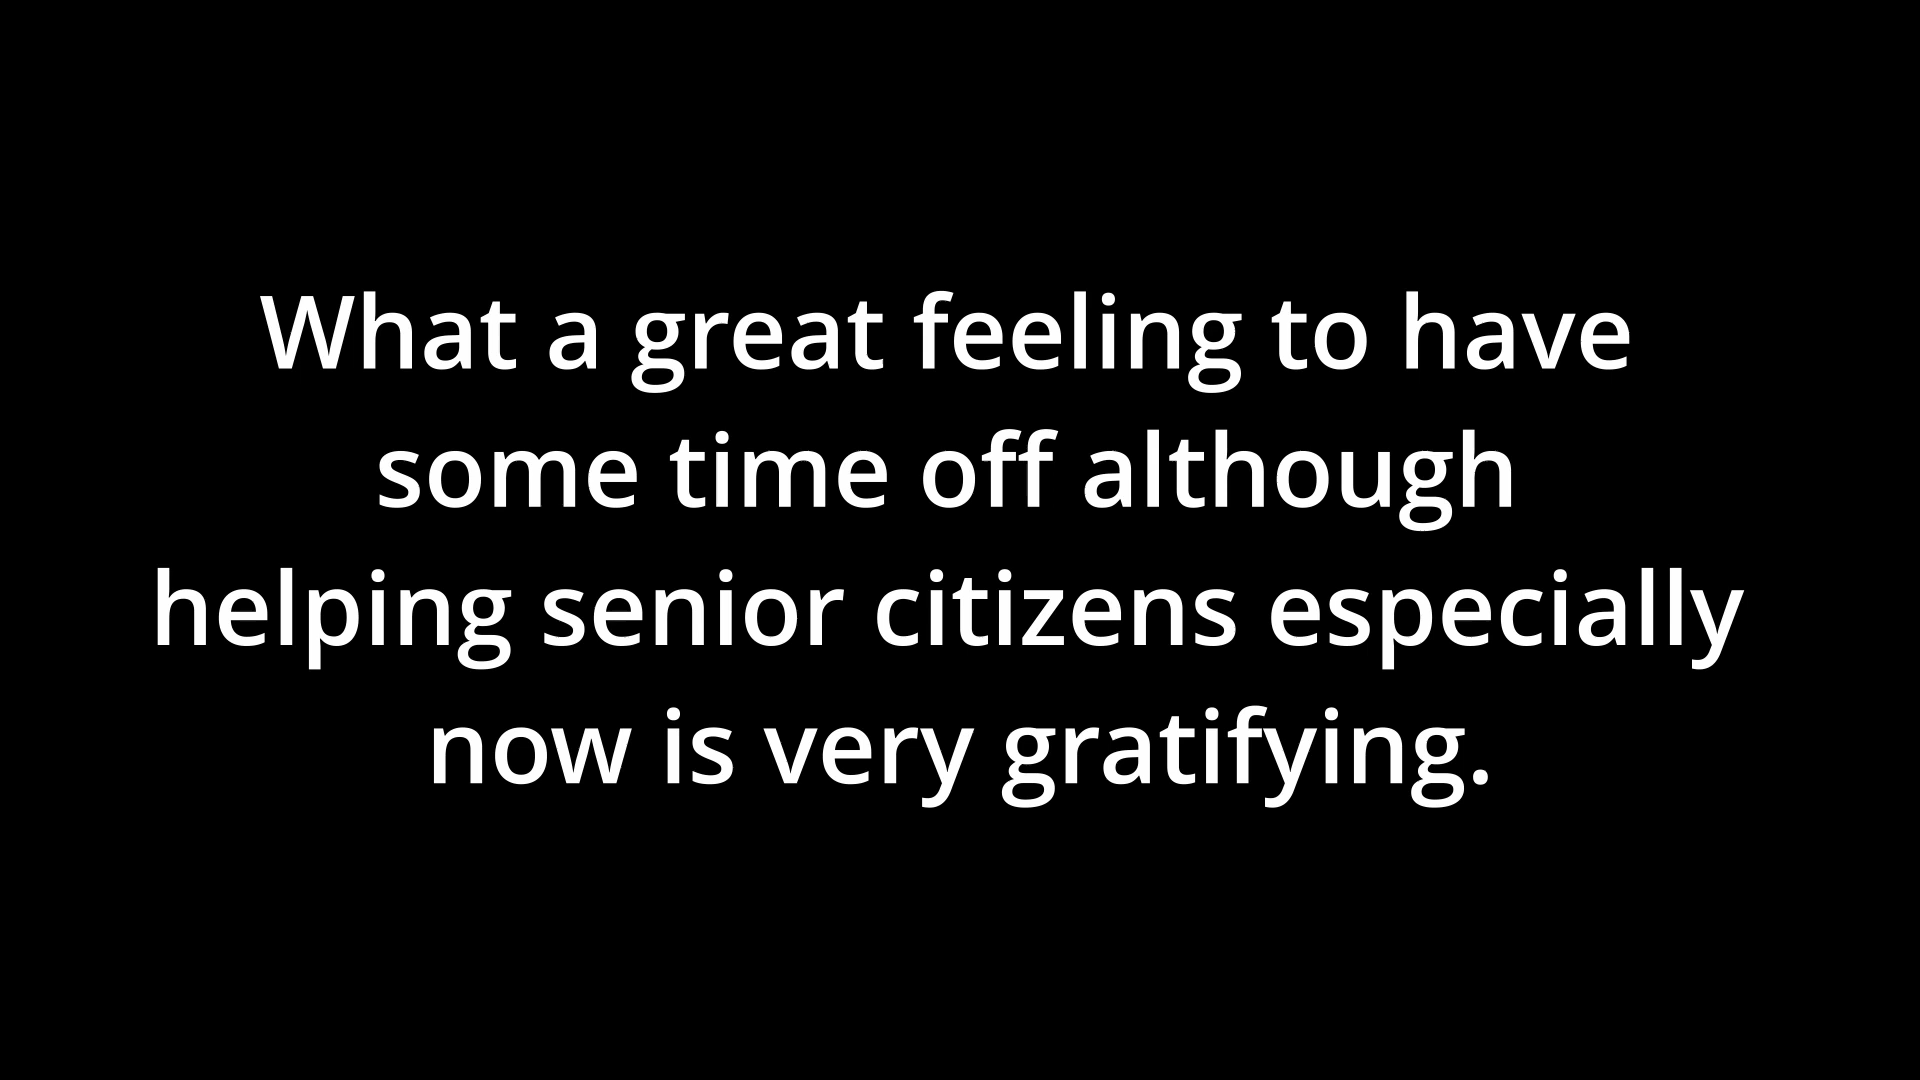 What a great feeling to have
some time off although
helping senior citizens especially
now is very gratifying.